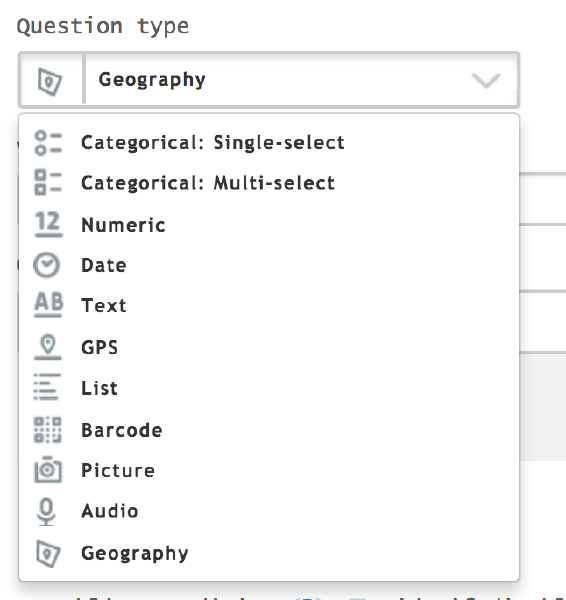 Question type
Geography
Categorical: Single-select
Categorical: Multi-select
12 Numeric
Date
AB Text
GPS
List
Barcode
Picture
Audio
Geography